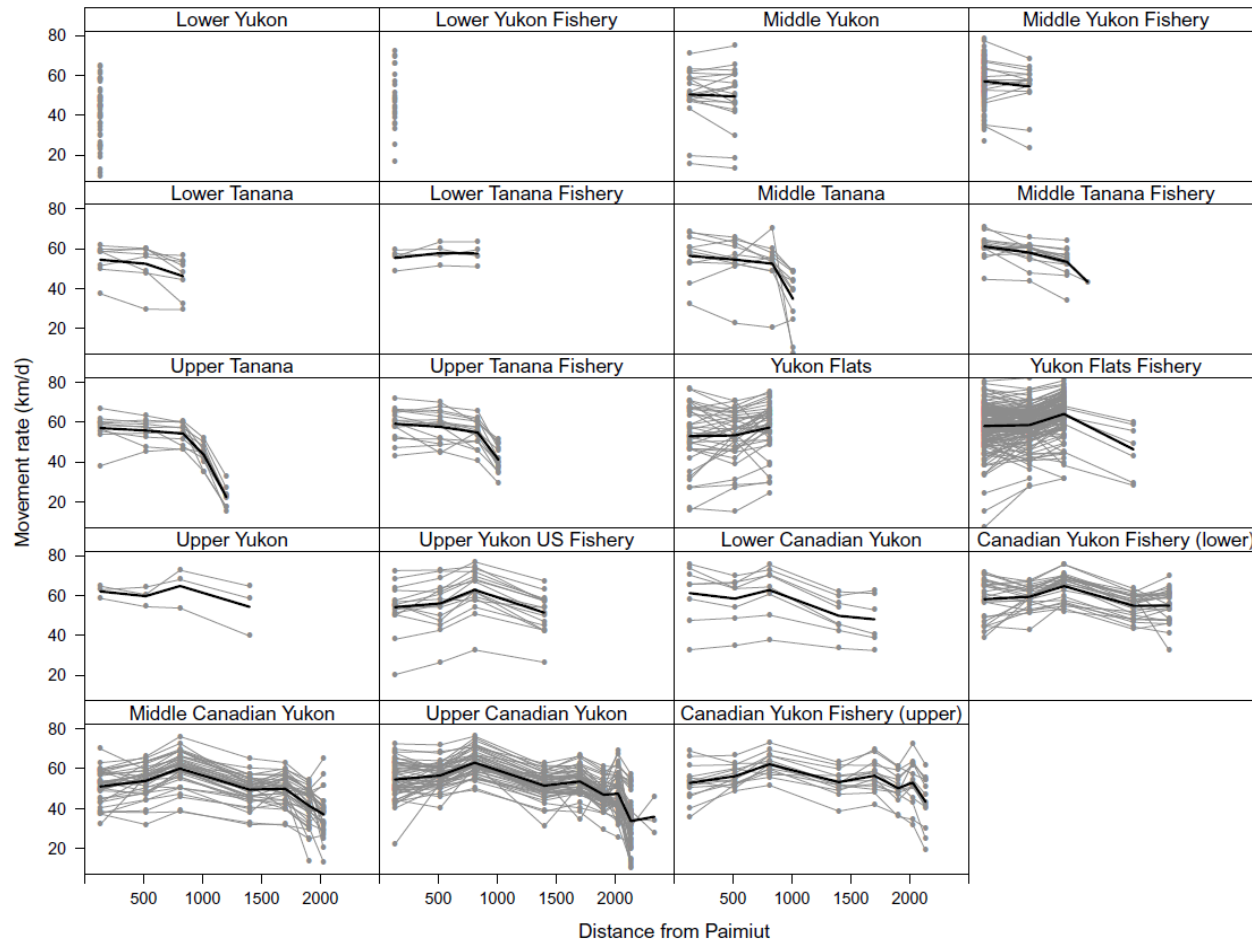 Lower Yukon Lower Yukon Fishery Middle Yukon Middle Yukon Fishery
80
60
40
20
Lower Tanana Lower Tanana Fishery Middle Tanana Middle Tanana Fishery
80
60
40
20
Upper Tanana Upper Tanana Fishery Yukon Flats Yukon Flats Fishery
80
60
40
20
Movement rate (km/d)
Upper Yukon Upper Yukon US Fishery Lower Canadian Yukon Canadian Yukon Fishery (lower)
80
60
40
20
Middle Canadian Yukon Upper Canadian Yukon Canadian Yukon Fishery (upper)
80
60
40
20
500 1000 1500 2000 500 1000 1500 2000 500 1000 1500 2000
Distance from Paimiut